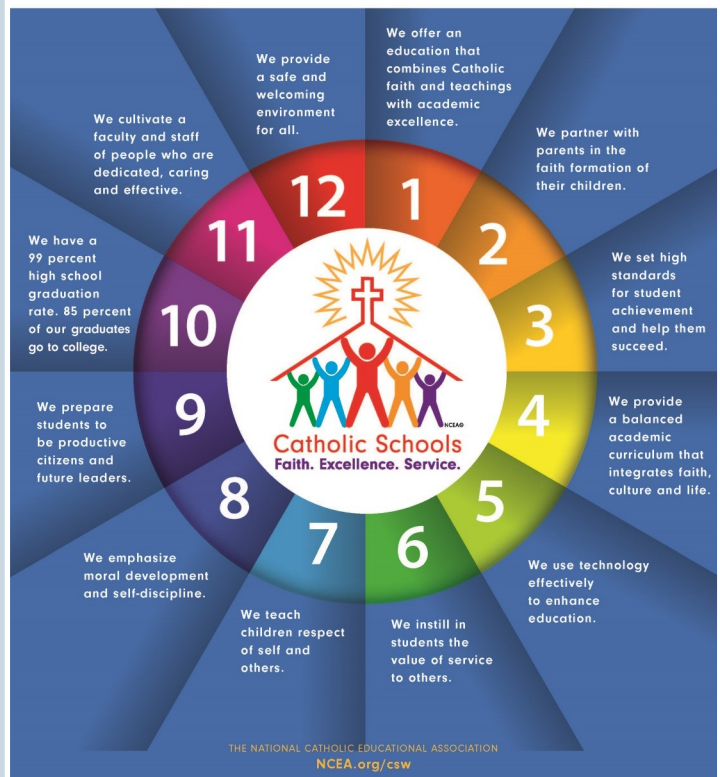 We offer an
education that
combines Catholic
faith and teachings
with academic
excellence.
1
We partner with
parents in the
faith formation of
their children.
2
We set high
standards
for student
achievement
and help them
succeed.
3
We provide
a balanced
academic
curriculum that
integrates faith,
culture and life.
4
We use technology
effectively
to enhance
education.
5
We instill in
students the
value of service
to others.
6
We teach
children respect
of self and
others.
7
We emphasize
moral development
and self-discipline.
8
We prepare
students to
be productive
citizens and
future leaders.
9
We have a
99 percent
high school
graduation
rate. 85 percent
of our graduates
go to college.
10
We cultivate a
faculty and staff
of people who are
dedicated, caring
and effective.
11
We provide
a safe and
welcoming
environment
for all.
12
NCEA©
Catholic Schools
Faith. Excellence. Service.
THE NATIONAL CATHOLIC EDUCATIONAL ASSOCIATION
NCEA.org/csw